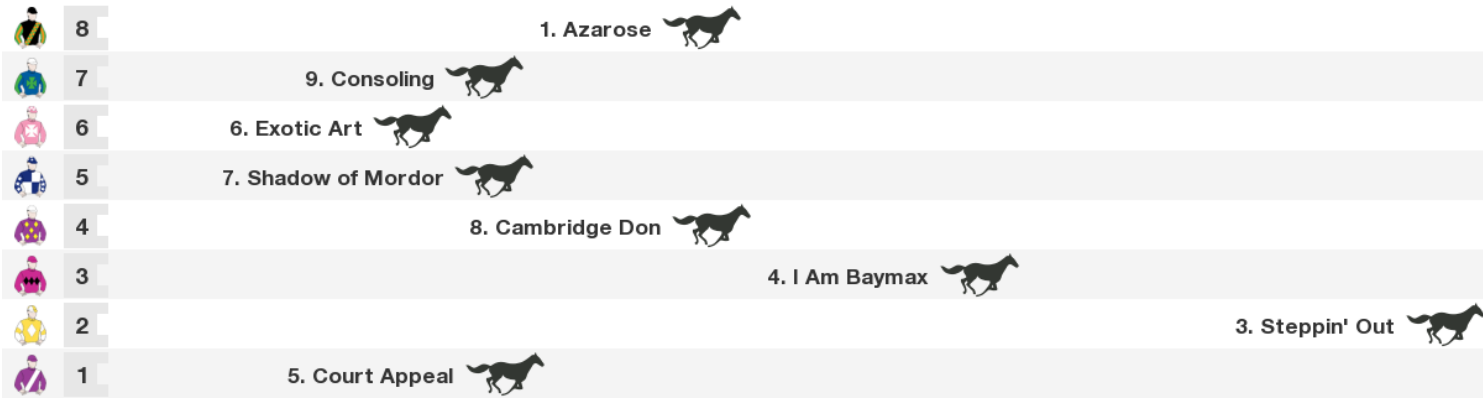 8 1. Azarose
7 9. Consoling
6 6. Exotic Art
5 7. Shadow of Mordor
4 8. Cambridge Don
3 4. I Am Baymax
2 3. Steppin' Out
1 5. Court Appeal